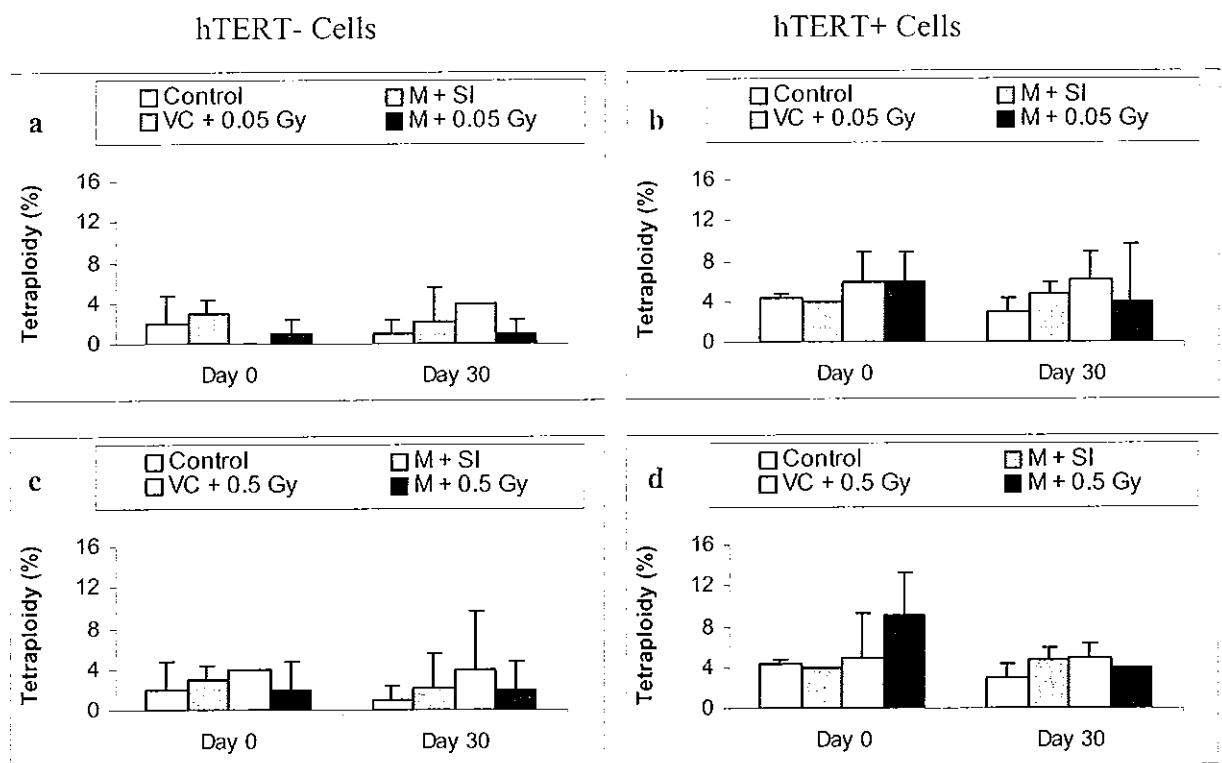 hTERT- Cells
hTERT+ Cells
a
Control
M + SI
VC + 0.05 Gy
M + 0.05 Gy
Tetraploidy (%)
16
12
8
4
0
Day 0
Day 30
b
Control
M + SI
VC + 0.05 Gy
M + 0.05 Gy
Tetraploidy (%)
16
12
8
4
0
Day 0
Day 30
c
Control
M + SI
VC + 0.5 Gy
M + 0.5 Gy
Tetraploidy (%)
16
12
8
4
0
Day 0
Day 30
d
Control
M + SI
VC + 0.5 Gy
M + 0.5 Gy
Tetraploidy (%)
16
12
8
4
0
Day 0
Day 30